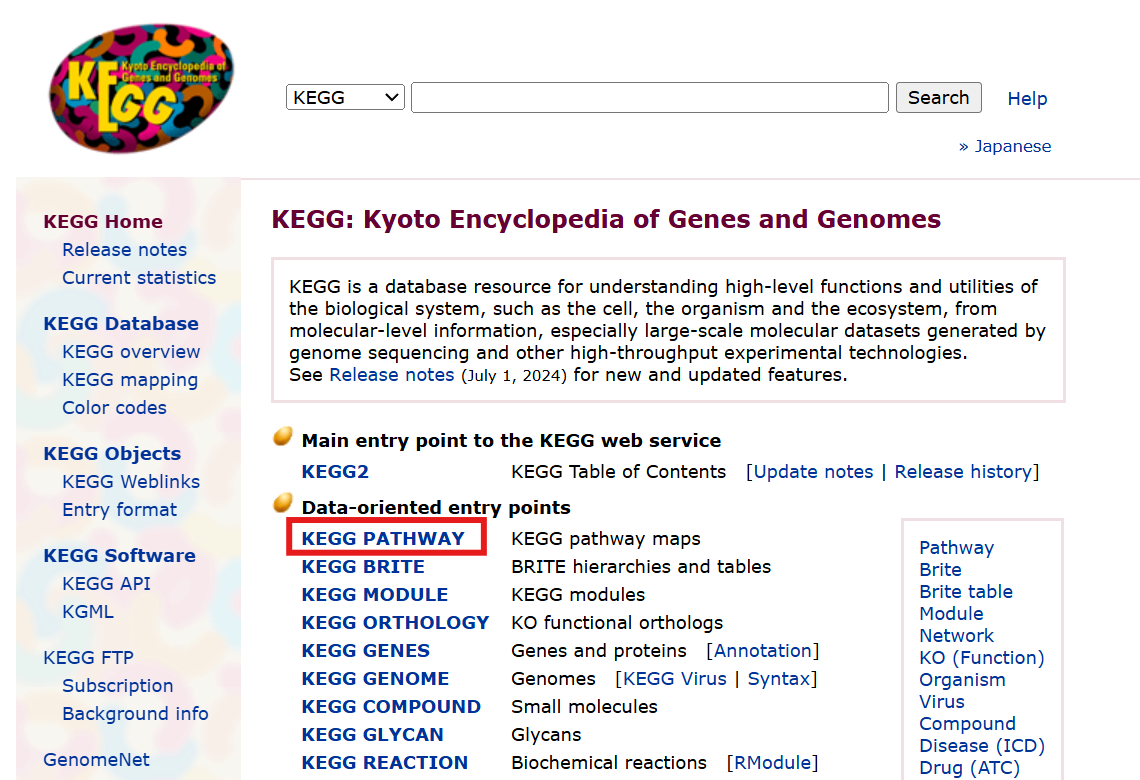 Kyoto Encyclopedia of
Genes and Genomes
KEGG
KEGG
Search
Help
» Japanese
KEGG Home
Release notes
Current statistics
KEGG Database
KEGG overview
KEGG mapping
Color codes
KEGG Objects
KEGG Weblinks
Entry format
KEGG Software
KEGG API
KGML
KEGG FTP
Subscription
Background info
GenomeNet
KEGG: Kyoto Encyclopedia of Genes and Genomes
KEGG is a database resource for understanding high-level functions and utilities of
the biological system, such as the cell, the organism and the ecosystem, from
molecular-level information, especially large-scale molecular datasets generated by
genome sequencing and other high-throughput experimental technologies.
See Release notes (July 1, 2024) for new and updated features.
Main entry point to the KEGG web service
KEGG2 KEGG Table of Contents [Update notes | Release history]
Data-oriented entry points
KEGG PATHWAY KEGG pathway maps
KEGG BRITE BRITE hierarchies and tables
KEGG MODULE KEGG modules
KEGG ORTHOLOGY KO functional orthologs
KEGG GENES Genes and proteins [Annotation]
KEGG GENOME Genomes [KEGG Virus | Syntax]
KEGG COMPOUND Small molecules
KEGG GLYCAN Glycans
KEGG REACTION Biochemical reactions [RModule]
Pathway
Brite
Brite table
Module
Network
KO (Function)
Organism
Virus
Compound
Disease (ICD)
Drug (ATC)